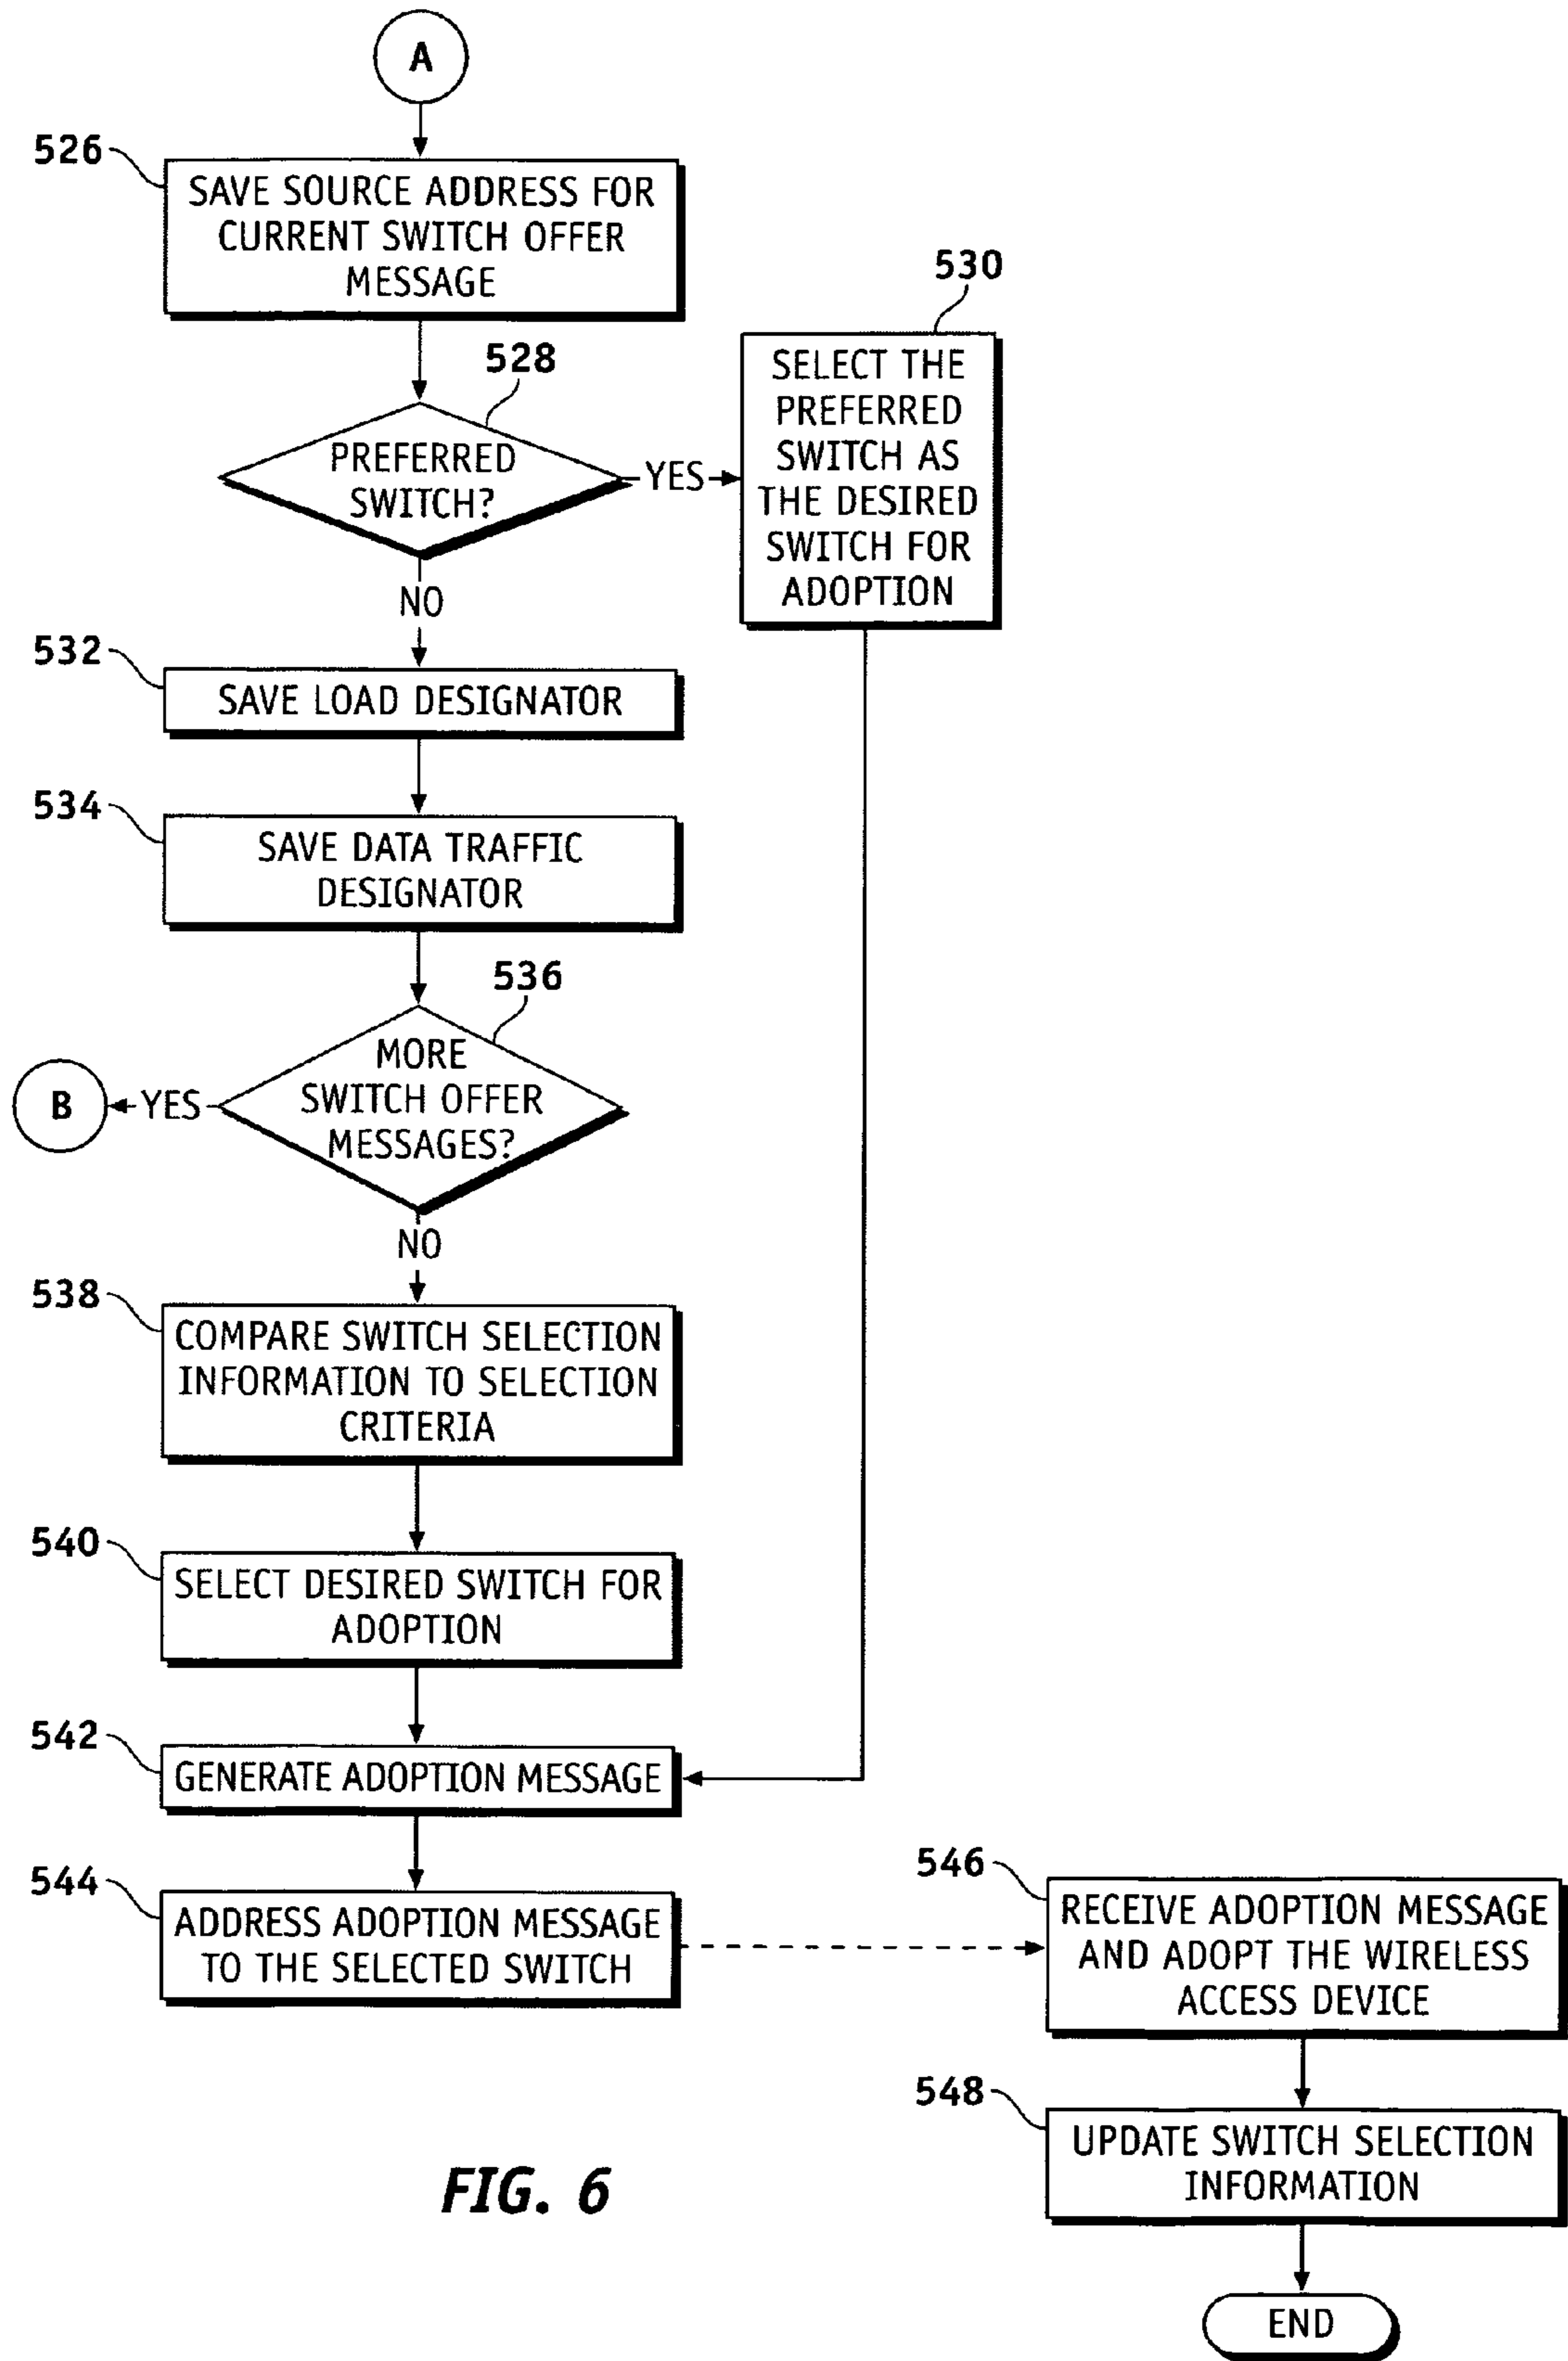 A
526
SAVE SOURCE ADDRESS FOR
CURRENT SWITCH OFFER
MESSAGE
528
PREFERRED
SWITCH?
YES
530
SELECT THE
PREFERRED
SWITCH AS
THE DESIRED
SWITCH FOR
ADOPTION
NO
532
SAVE LOAD DESIGNATOR
534
SAVE DATA TRAFFIC
DESIGNATOR
536
MORE
SWITCH OFFER
MESSAGES?
YES
B
NO
538
COMPARE SWITCH SELECTION
INFORMATION TO SELECTION
CRITERIA
540
SELECT DESIRED SWITCH FOR
ADOPTION
542
GENERATE ADOPTION MESSAGE
544
ADDRESS ADOPTION MESSAGE
TO THE SELECTED SWITCH
546
RECEIVE ADOPTION MESSAGE
AND ADOPT THE WIRELESS
ACCESS DEVICE
548
UPDATE SWITCH SELECTION
INFORMATION
END
FIG. 6